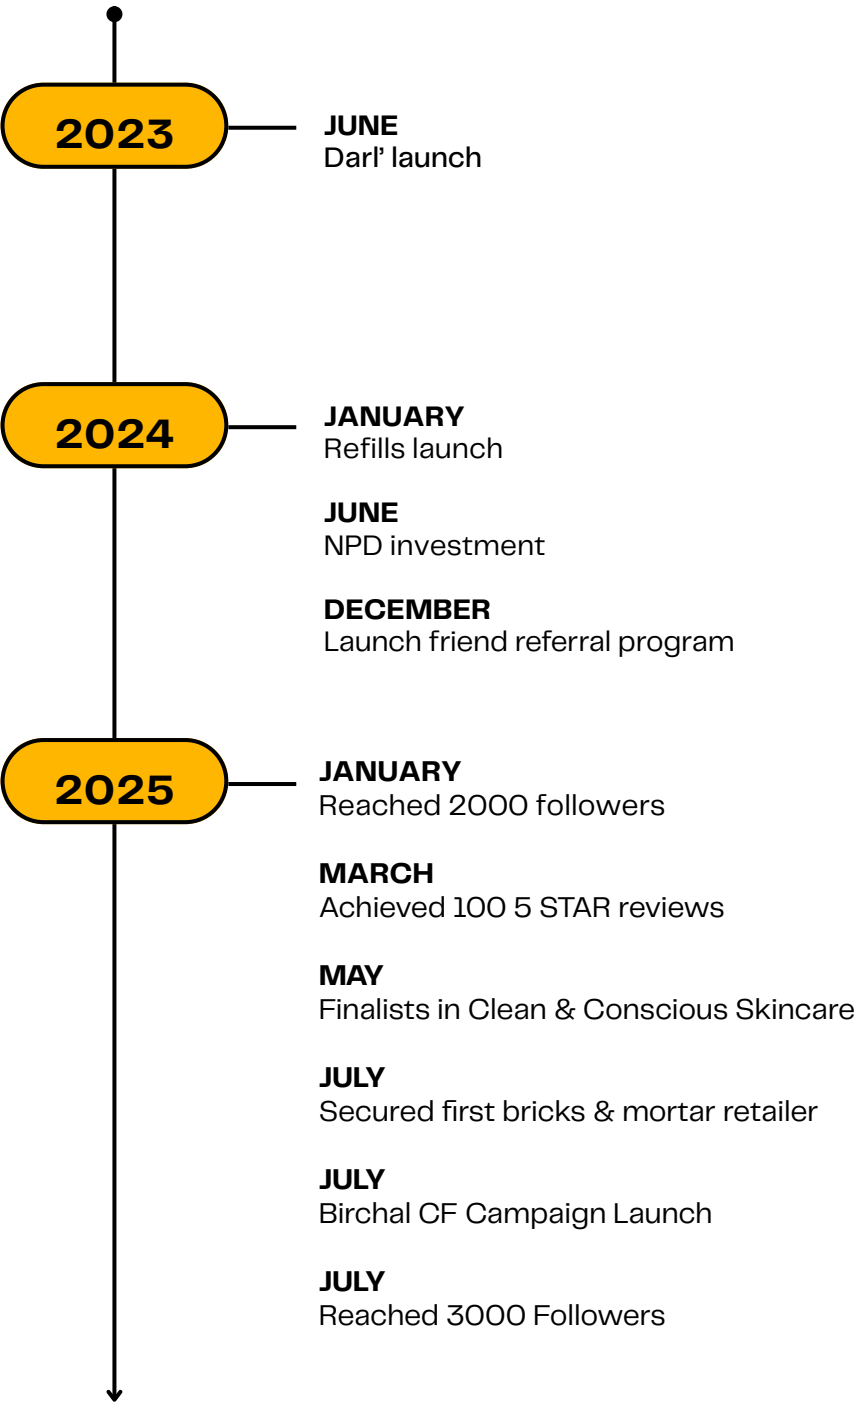 2023
JUNE
Darl’ launch
2024
JANUARY
Refills launch
JUNE
NPD investment
DECEMBER
Launch friend referral program
2025
JANUARY
Reached 2000 followers
MARCH
Achieved 100 5 STAR reviews
MAY
Finalists in Clean & Conscious Skincare
JULY
Secured first bricks & mortar retailer
JULY
Birchal CF Campaign Launch
JULY
Reached 3000 Followers